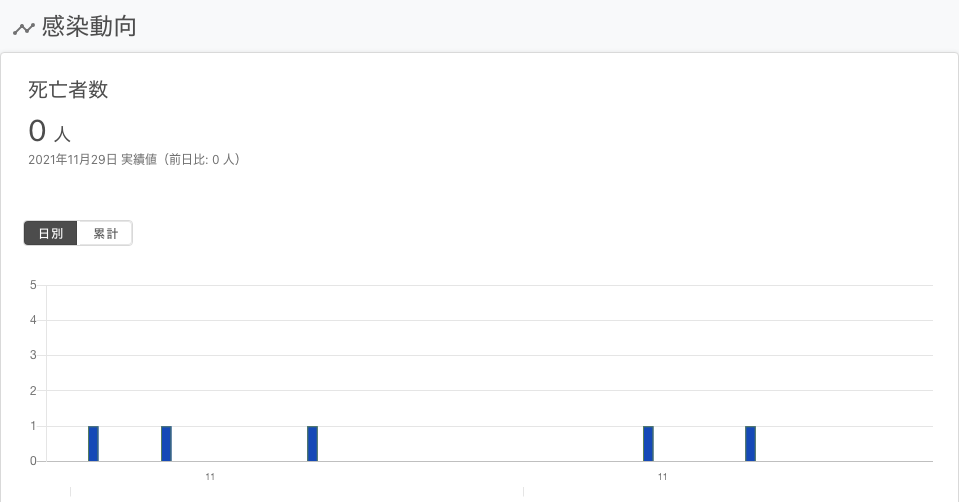 感染動向
死亡者数
0 人
2021年11月29日 実績値（前日比: 0 人）
日別 累計
5
4
3
2
1
0
11 11